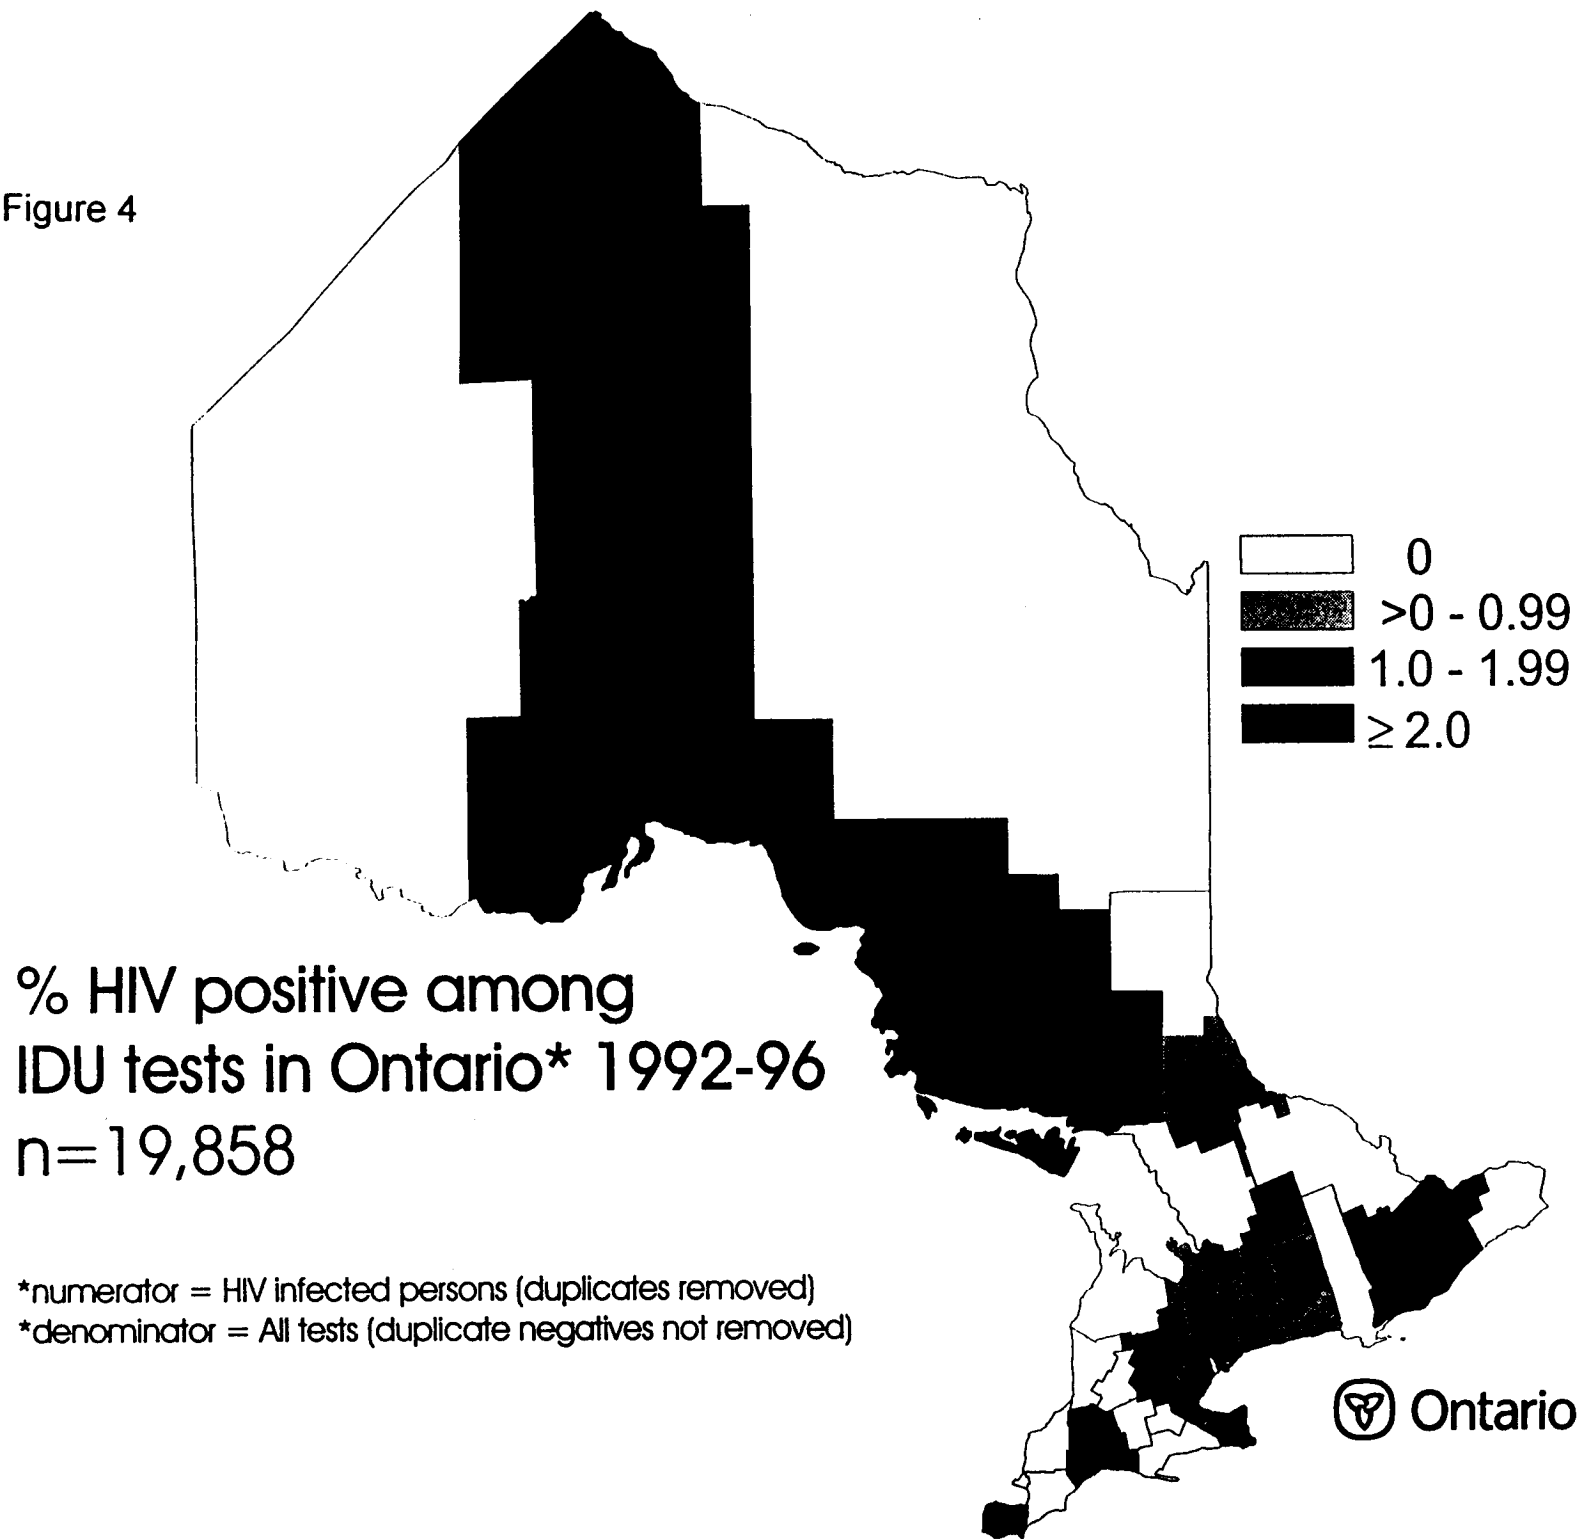 Figure 4
0
>0 - 0.99
1.0 - 1.99
≥ 2.0
% HIV positive among
IDU tests in Ontario* 1992-96
n=19,858
*numerator = HIV infected persons (duplicates removed)
*denominator = All tests (duplicate negatives not removed)
Ontario